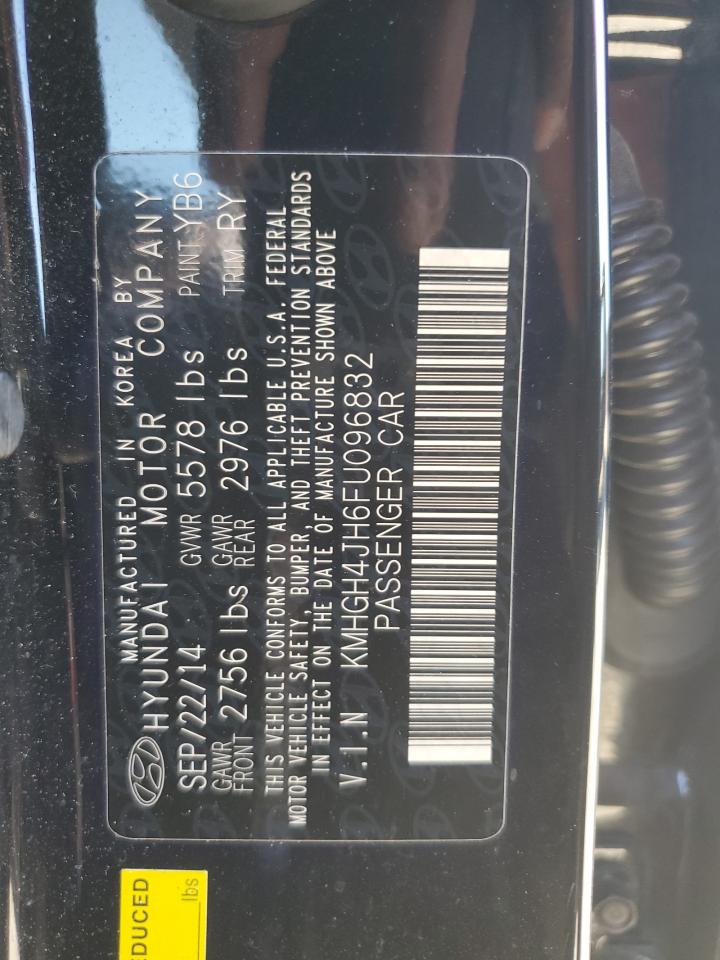 MANUFACTURED IN KOREA BY
HYUNDAI MOTOR COMPANY
SEP/22/14 GVWR 5578 lbs PAINT YB6
GAWR FRONT 2756 lbs GAWR REAR 2976 lbs TRIM RY
THIS VEHICLE CONFORMS TO ALL APPLICABLE U.S.A. FEDERAL
MOTOR VEHICLE SAFETY, BUMPER, AND THEFT PREVENTION STANDARDS
IN EFFECT ON THE DATE OF MANUFACTURE SHOWN ABOVE
V.I.N KMHGH4JH6FU096832
PASSENGER CAR
lbs